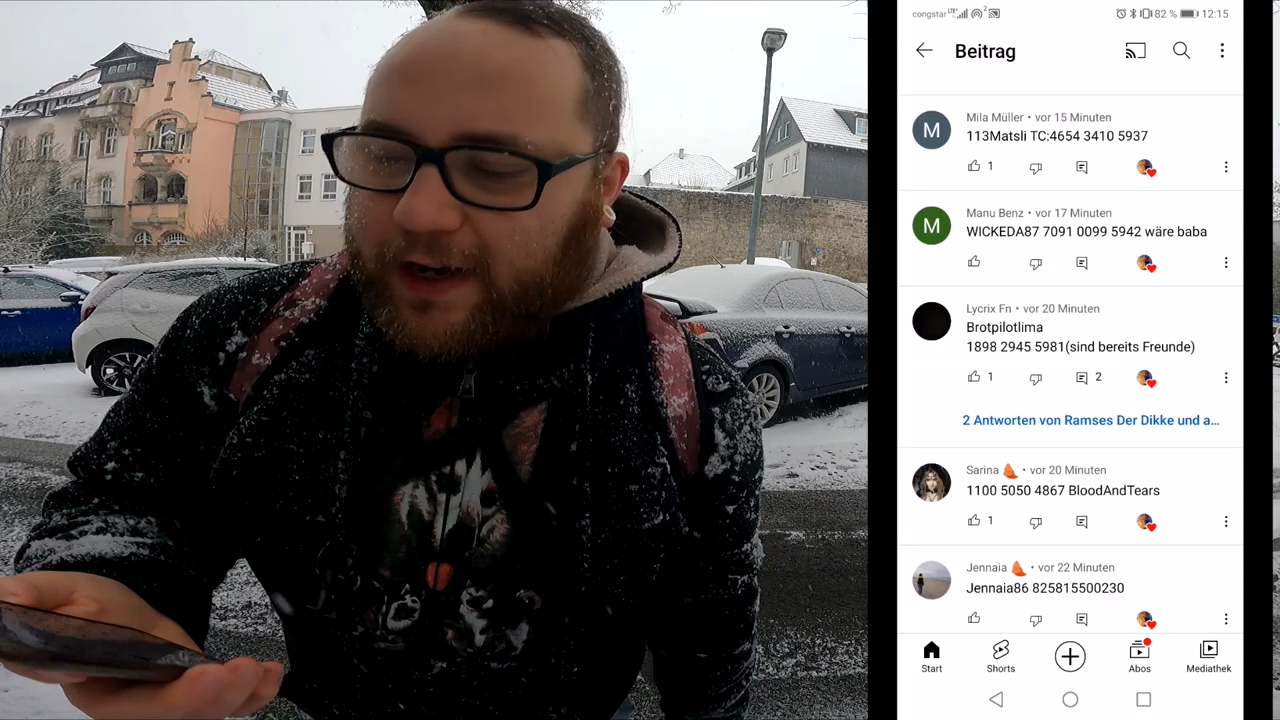 congstar 82 % 12:15
Beitrag
Mila Müller • vor 15 Minuten
M
113Matsli TC:4654 3410 5937
1
Manu Benz • vor 17 Minuten
M
WICKEDA87 7091 0099 5942 wäre baba
Lycrix Fn • vor 20 Minuten
Brotpilotlima
1898 2945 5981(sind bereits Freunde)
1 2
2 Antworten von Ramses Der Dikke und a...
Sarina • vor 20 Minuten
1100 5050 4867 BloodAndTears
1
Jennaia • vor 22 Minuten
Jennaia86 825815500230
Start Shorts Abos Mediathek